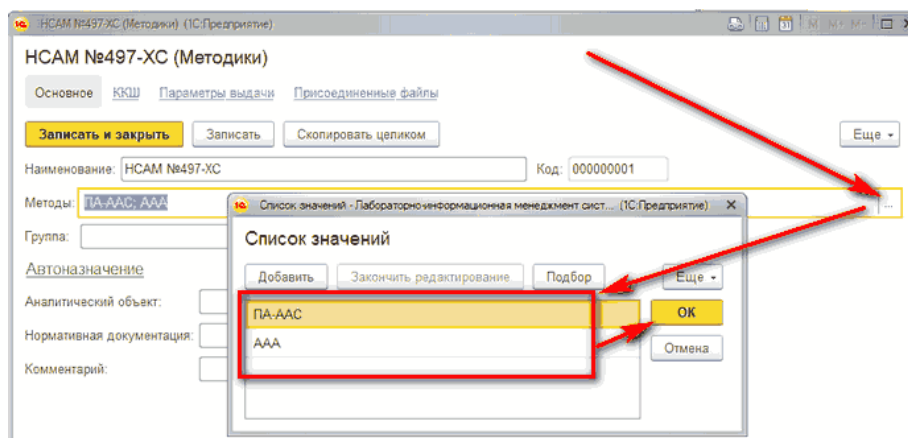 НСАМ №497-ХС (Методики) (1С:Предприятие)
M M+ M-
НСАМ №497-ХС (Методики)
Основное ККШ Параметры выдачи Присоединенные файлы
Записать и закрыть Записать Скопировать целиком Еще
Наименование: НСАМ №497-ХС Код: 000000001
Методы: ПА-ААС; ААА ...
Группа:
Список значений - Лабораторно-информационная менеджмент сист... (1С:Предприятие)
Список значений
Автоназначение
Добавить Закончить редактирование Подбор Еще
Аналитический объект:
ПА-ААС
ОК
Нормативная документация:
ААА
Отмена
Комментарий: